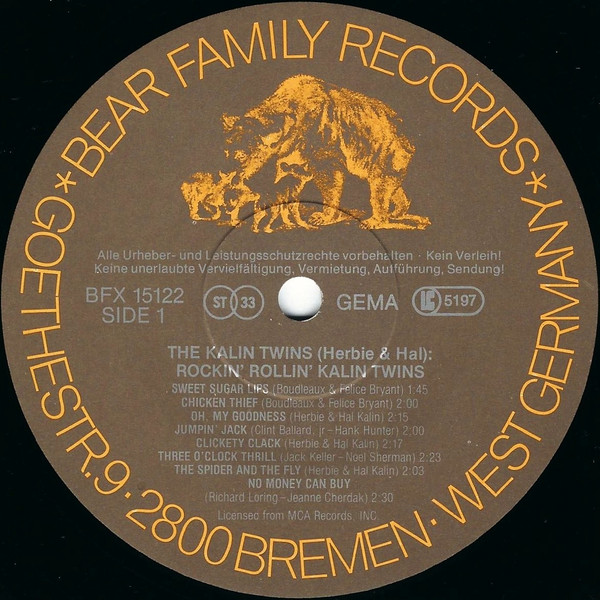 *BEAR FAMILY RECORDS*
GOETHESTR.9·2800 BREMEN·WEST GERMANY
Alle Urheber- und Leistungsschutzrechte vorbehalten · Kein Verleih!
Keine unerlaubte Vervielfältigung, Vermietung, Aufführung, Sendung!
BFX 15122
SIDE 1
ST 33
GEMA
LC 5197
THE KALIN TWINS (Herbie & Hal):
ROCKIN' ROLLIN' KALIN TWINS
SWEET SUGAR LIPS (Boudleaux & Felice Bryant) 1:45
CHICKEN THIEF (Boudleaux & Felice Bryant) 2:00
OH, MY GOODNESS (Herbie & Hal Kalin) 2:15
JUMPIN' JACK (Clint Ballard, jr – Hank Hunter) 2:00
CLICKETY CLACK (Herbie & Hal Kalin) 2:17
THREE O'CLOCK THRILL (Jack Keller – Noel Sherman) 2:23
THE SPIDER AND THE FLY (Herbie & Hal Kalin) 2:03
NO MONEY CAN BUY
(Richard Loring – Jeanne Cherdak) 2:30
Licensed from MCA Records, INC.